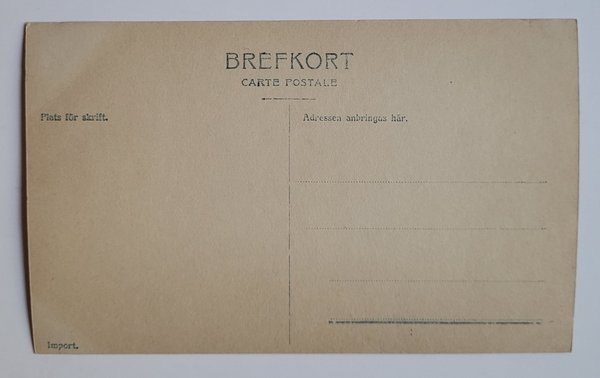 BREFKORT
CARTE POSTALE
Plats för skrift.
Adressen anbringas här.
Import.